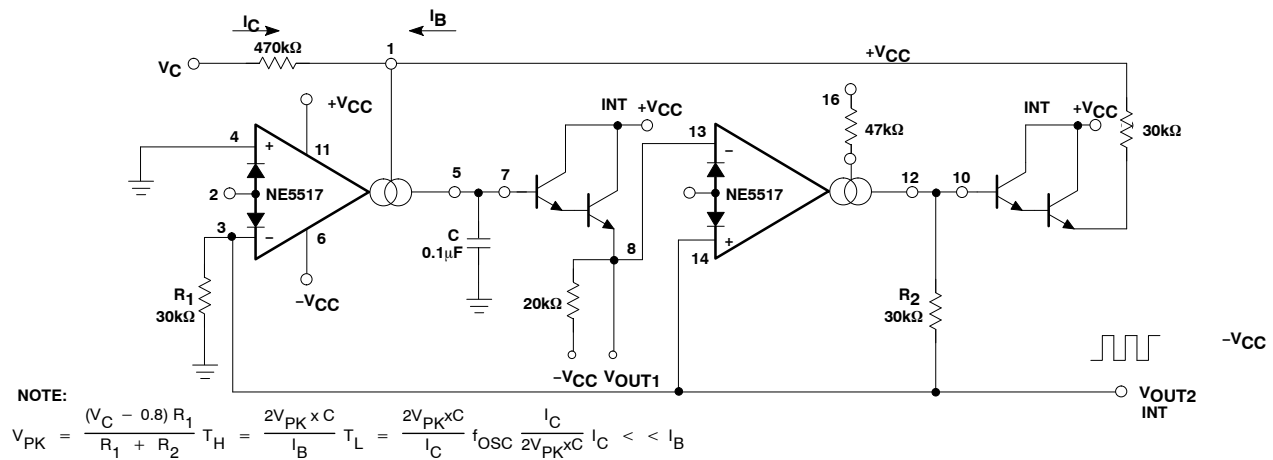 IC
IB
470kΩ
1
VC
+VCC
+VCC
4
+
11
2
NE5517
3
−
6
−VCC
R1
30kΩ
5
7
C
0.1μF
INT
+VCC
8
20kΩ
−VCC
VOUT1
13
−
NE5517
+
14
16
47kΩ
12
10
R2
30kΩ
INT
+VCC
30kΩ
−VCC
VOUT2
INT
NOTE:
VPK = (VC − 0.8) R1 / R1 + R2 TH = 2VPK x C / IB TL = 2VPKxC / IC fOSC IC / 2VPKxC IC < < IB